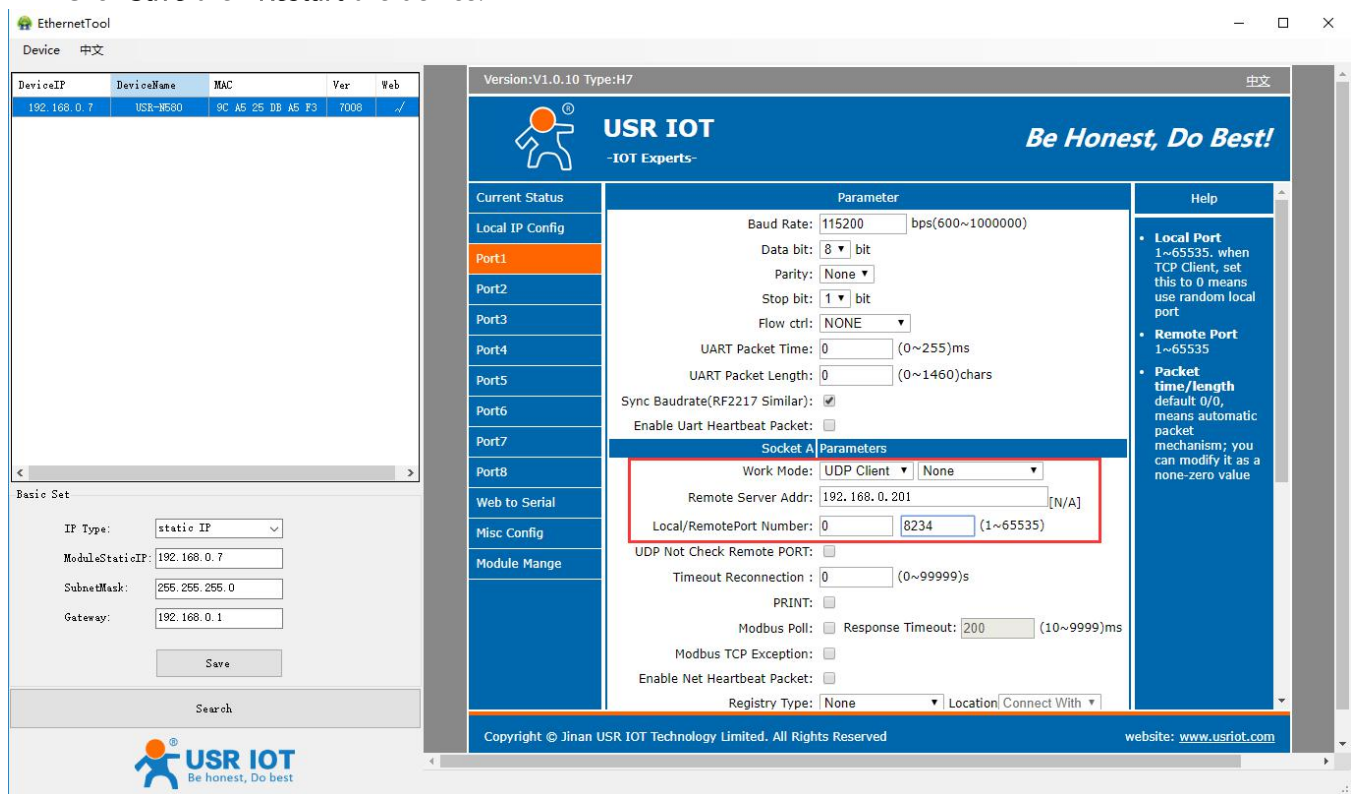 EthernetTool
Device 中文
DeviceIP DeviceName MAC Ver Web
192.168.0.7 USR-N580 9C A5 25 DB A5 F3 7008 √
Basic Set
IP Type: static IP
ModuleStaticIP: 192.168.0.7
SubnetMask: 255.255.255.0
Gateway: 192.168.0.1
Save
Search
®
USR IOT
Be honest, Do best
Version:V1.0.10 Type:H7 中文
®
USR IOT
-IOT Experts-
Be Honest, Do Best!
Current Status
Local IP Config
Port1
Port2
Port3
Port4
Port5
Port6
Port7
Port8
Web to Serial
Misc Config
Module Mange
Parameter
Baud Rate: 115200 bps(600~1000000)
Data bit: 8 ▼ bit
Parity: None ▼
Stop bit: 1 ▼ bit
Flow ctrl: NONE ▼
UART Packet Time: 0 (0~255)ms
UART Packet Length: 0 (0~1460)chars
Sync Baudrate(RF2217 Similar):
Enable Uart Heartbeat Packet:
Socket A Parameters
Work Mode: UDP Client ▼ None ▼
Remote Server Addr: 192.168.0.201 [N/A]
Local/RemotePort Number: 0 8234 (1~65535)
UDP Not Check Remote PORT:
Timeout Reconnection : 0 (0~99999)s
PRINT:
Modbus Poll: Response Timeout: 200 (10~9999)ms
Modbus TCP Exception:
Enable Net Heartbeat Packet:
Registry Type: None ▼ Location Connect With ▼
Help
• Local Port
1~65535. when
TCP Client, set
this to 0 means
use random local
port
• Remote Port
1~65535
• Packet
time/length
default 0/0,
means automatic
packet
mechanism; you
can modify it as a
none-zero value
Copyright © Jinan USR IOT Technology Limited. All Rights Reserved website: www.usriot.com